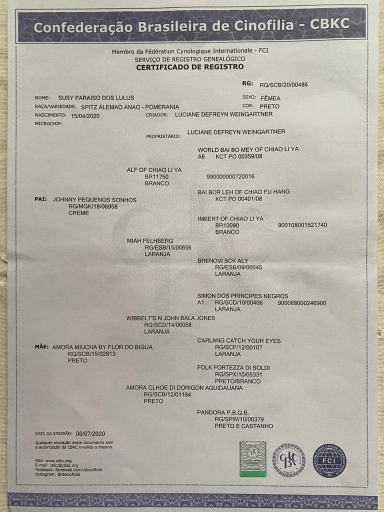 Confederação Brasileira de Cinofilia - CBKC
Membro da Fédération Cynologique Internationale - FCI
SERVIÇO DE REGISTRO GENEALÓGICO
CERTIFICADO DE REGISTRO
RG: RG/SCB/20/00486
NOME: SUSY PARAISO DOS LULUS SEXO: FÊMEA
RAÇA/VARIEDADE: SPITZ ALEMAO ANAO - POMERANIA COR: PRETO
NASCIMENTO: 15/04/2020 CRIADOR: LUCIANE DEFREYN WEINGARTNER
MICROCHIP:
PROPRIETÁRIO: LUCIANE DEFREYN WEINGARTNER
WORLD BAI BO MEY OF CHIAO LI YA
A6 KCT PO 00359/08
ALF OF CHIAO LI YA
BR11750 990000000720016
BRANCO
BAI BOR LEH OF CHIAO FU HANG
KCT PO 00401/08
PAI: JOHNNY PEQUENOS SONHOS
RG/MGK/18/06958
CREME
IMBERT OF CHIAO LI YA
BR10090 900108001521740
BRANCO
MIAH FELHBERG
RG/ESB/15/00656
LARANJA
BRENOVI SCK ALY
RG/ESB/09/00045
LARANJA
SIMON DOS PRINCIPES NEGROS
A1 RG/SCD/10/00406 900068000246900
LARANJA
WIBBELT'S N JOHN BALA JONES
RG/SCD/14/00058
LARANJA
CARLANG CATCH YOUR EYES
RG/SCF/12/00107
LARANJA
MÃE: AMORA MIUCHA BY FLOR DO BIGUA
RG/SCB/15/02813
PRETO
FOLK FORTEZZA DI SOLDI
RG/SPX/10/05331
PRETO/BRANCO
AMORA CLHOE DI DORIGON AQUIDAUANA
RG/SCB/12/01184
PRETO
PANDORA P.B.Q.B.
RG/SPW/10/00379
PRETO E CASTANHO
DATA DA EMISSÃO: 06/07/2020
Qualquer emissão neste documento sem
a autorização da CBKC invalida o mesmo.
Site: www.cbkc.org
E-mail: cbkc@cbkc.org
Facebook: facebook.com/cbkcoficial
Instagram: @cbkcoficial
FCI